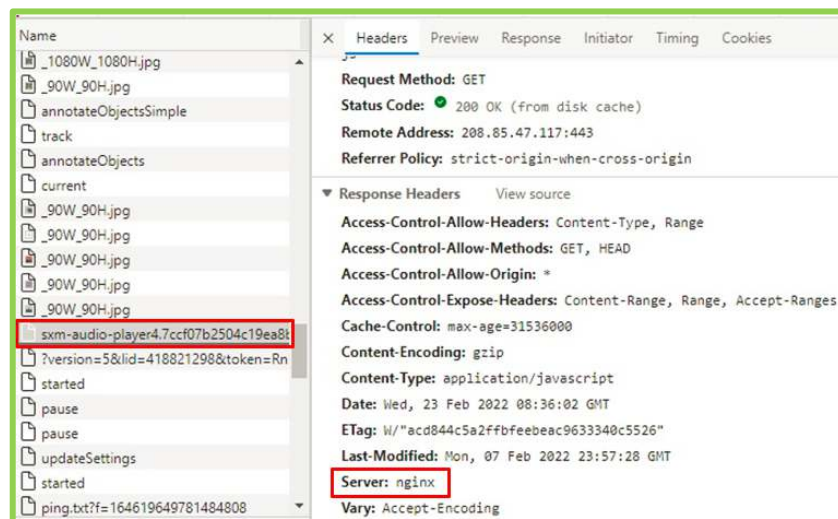 Name
_1080W_1080H.jpg
_90W_90H.jpg
annotateObjectsSimple
track
annotateObjects
current
_90W_90H.jpg
_90W_90H.jpg
_90W_90H.jpg
_90W_90H.jpg
_90W_90H.jpg
sxm-audio-player4.7ccf07b2504c19ea8b
?version=5&lid=418821298&token=Rn
started
pause
pause
updateSettings
started
ping.txt?f=164619649781484808
× Headers Preview Response Initiator Timing Cookies
js
Request Method: GET
Status Code: 200 OK (from disk cache)
Remote Address: 208.85.47.117:443
Referrer Policy: strict-origin-when-cross-origin
▼ Response Headers View source
Access-Control-Allow-Headers: Content-Type, Range
Access-Control-Allow-Methods: GET, HEAD
Access-Control-Allow-Origin: *
Access-Control-Expose-Headers: Content-Range, Range, Accept-Ranges
Cache-Control: max-age=31536000
Content-Encoding: gzip
Content-Type: application/javascript
Date: Wed, 23 Feb 2022 08:36:02 GMT
ETag: W/"acd844c5a2ffbfeebeac9633340c5526"
Last-Modified: Mon, 07 Feb 2022 23:57:28 GMT
Server: nginx
Vary: Accept-Encoding